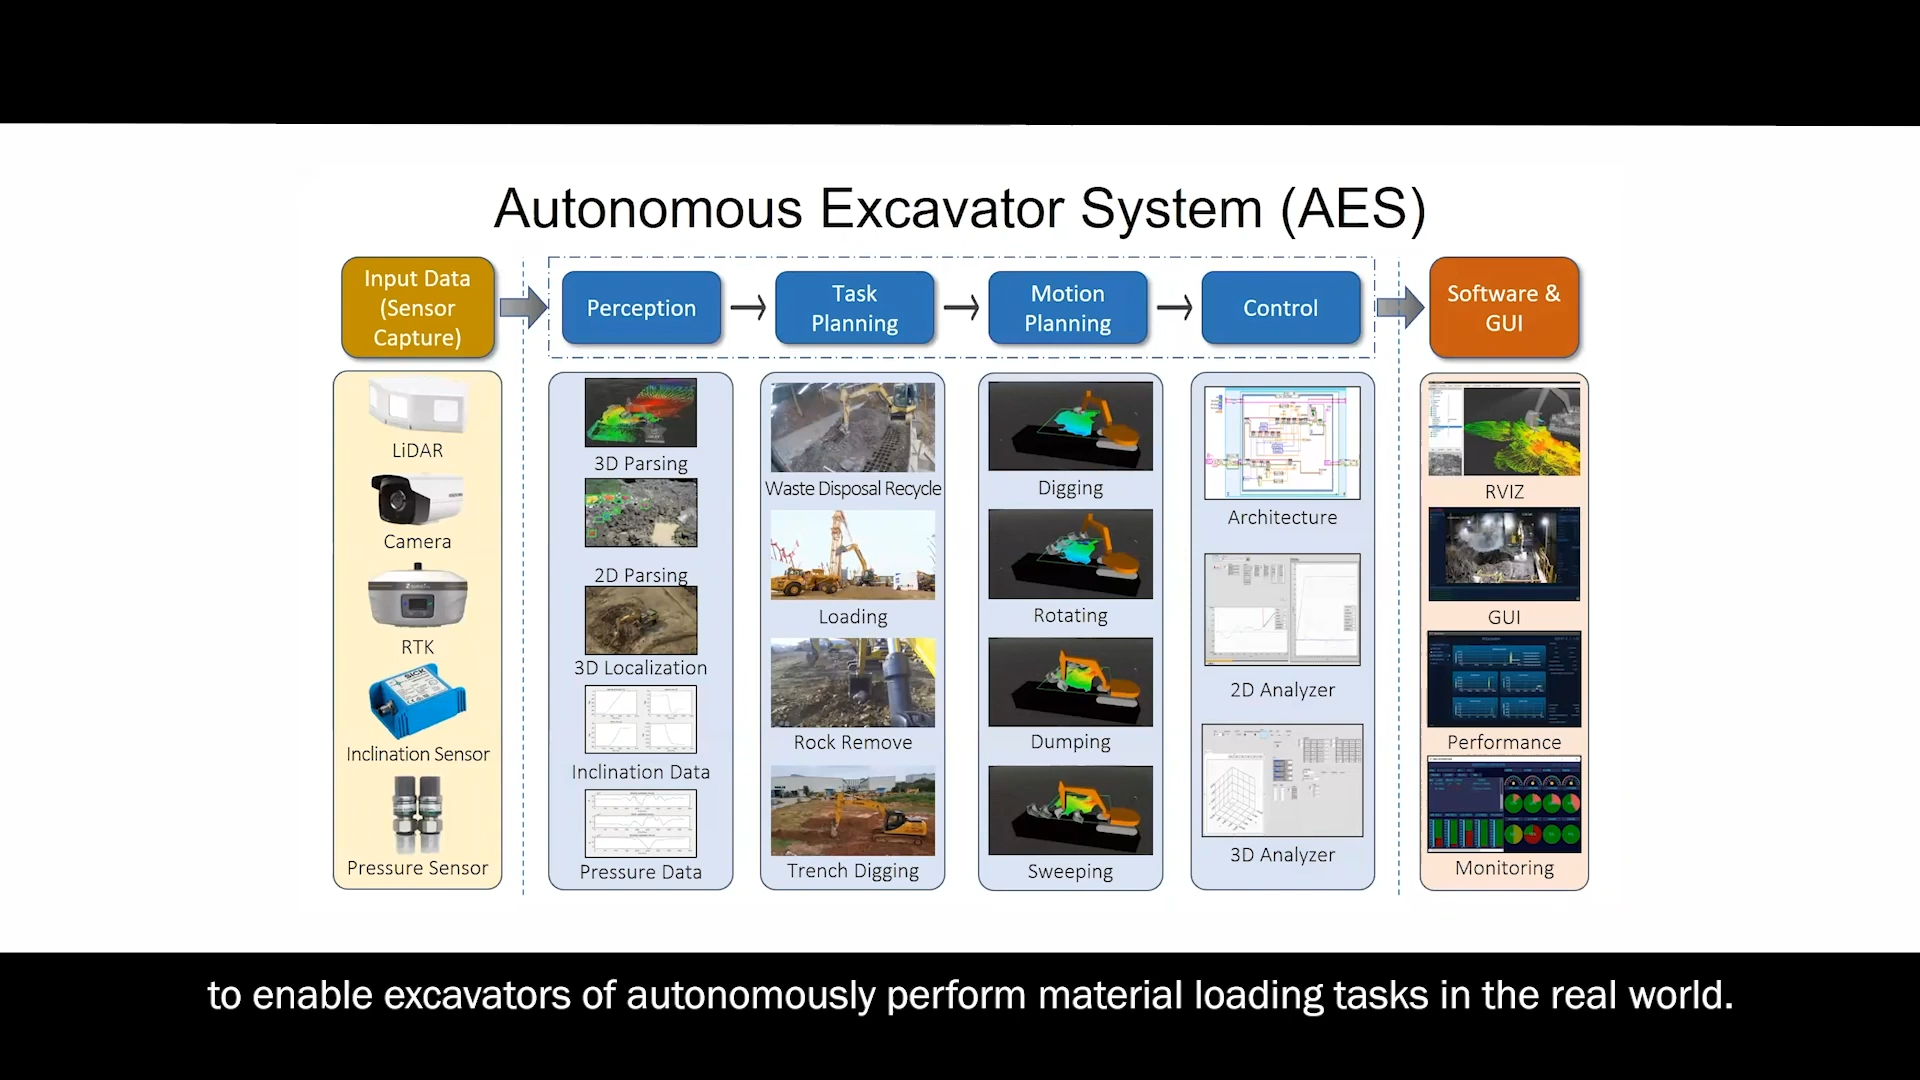 Autonomous Excavator System (AES)
Input Data
(Sensor
Capture)
Perception
Task
Planning
Motion
Planning
Control
Software &
GUI
LiDAR
Camera
RTK
SICK
Inclination Sensor
Pressure Sensor
3D Parsing
2D Parsing
3D Localization
Inclination Data
Pressure Data
Waste Disposal Recycle
Loading
Rock Remove
Trench Digging
Digging
Rotating
Dumping
Sweeping
Architecture
2D Analyzer
3D Analyzer
RVIZ
GUI
Performance
Monitoring
to enable excavators of autonomously perform material loading tasks in the real world.